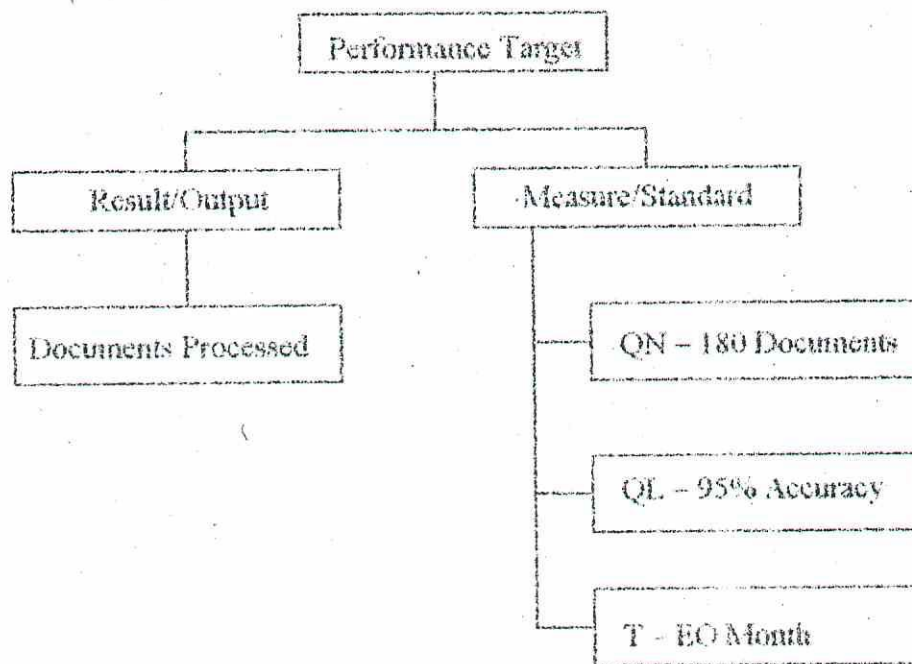 Performance Target
Result/Output
Measure/Standard
Documents Processed
QN – 180 Documents
QL – 95% Accuracy
T – EO Month